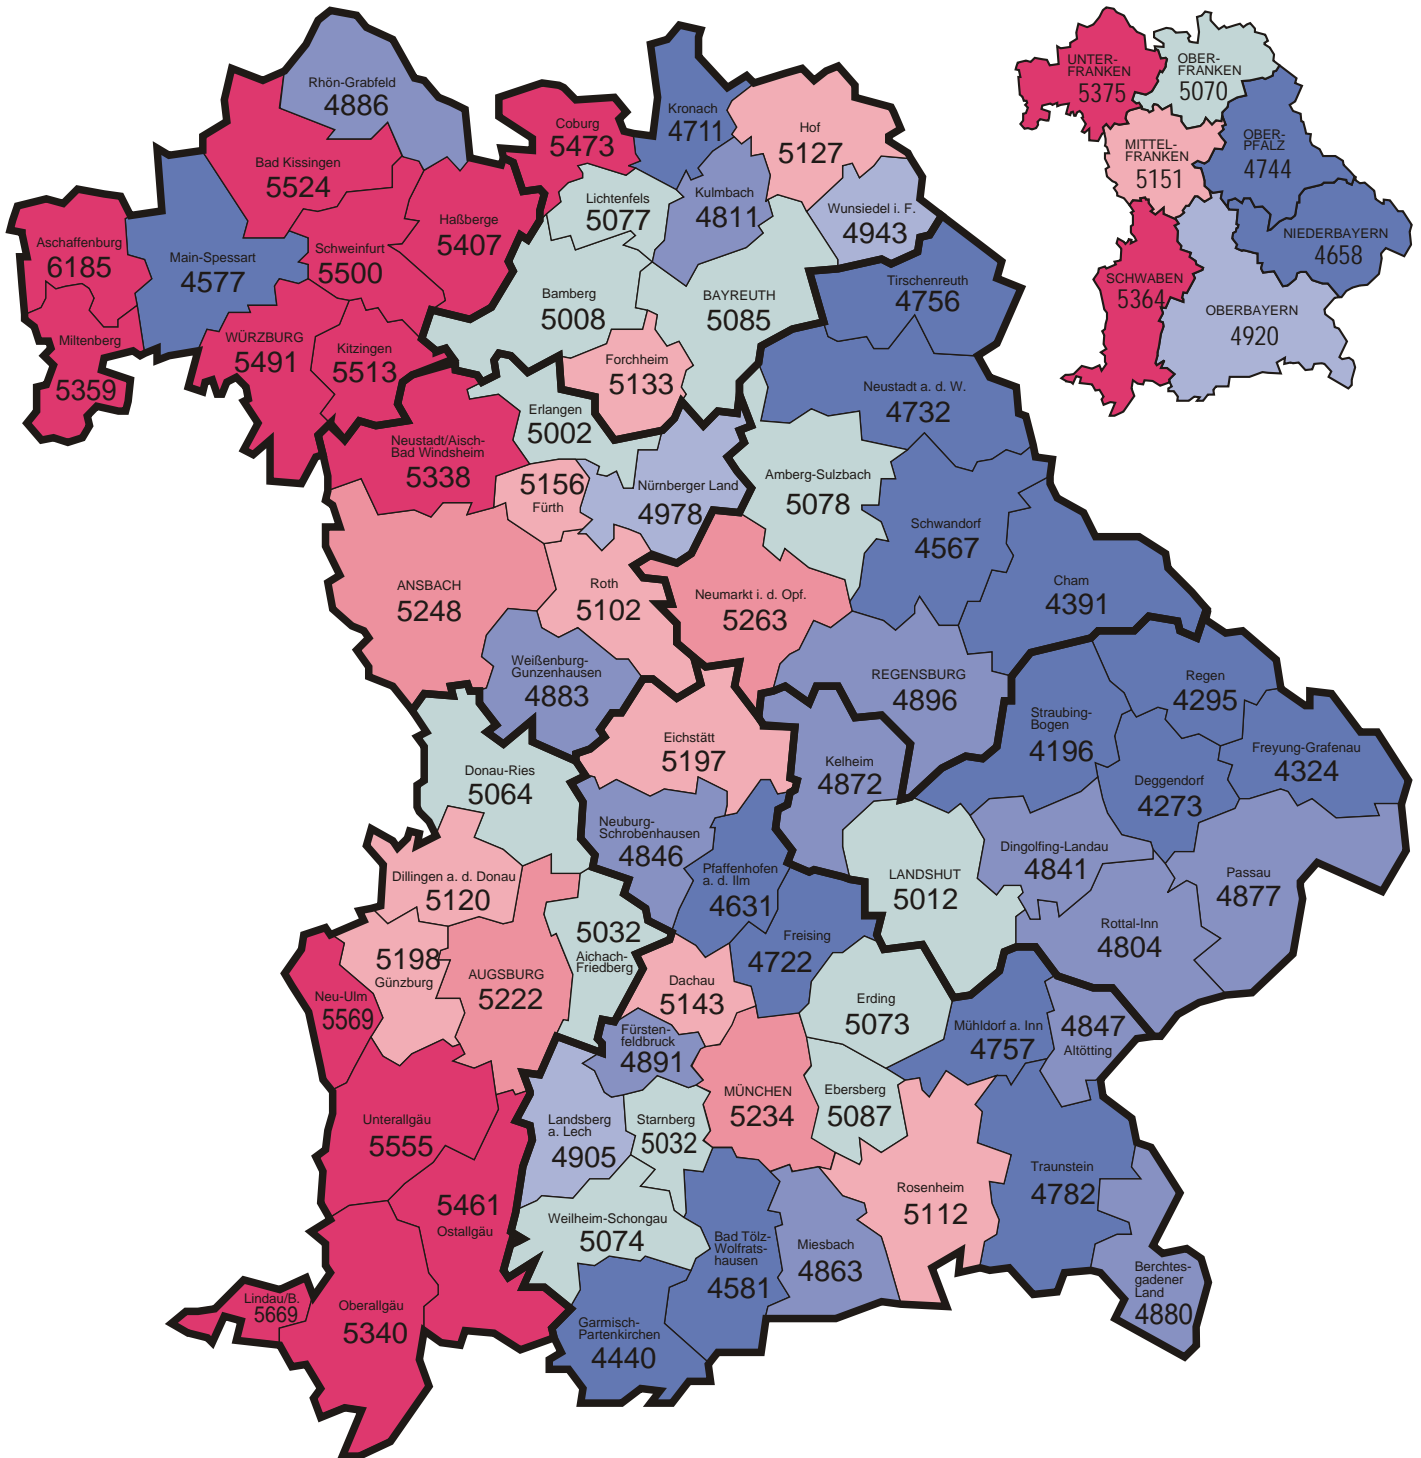 Rhön-Grabfeld
4886
Bad Kissingen
5524
Aschaffenburg
6185
Main-Spessart
4577
Schweinfurt
5500
Haßberge
5407
Miltenberg
5359
WÜRZBURG
5491
Kitzingen
5513
Coburg
5473
Kronach
4711
Hof
5127
Lichtenfels
5077
Kulmbach
4811
Wunsiedel i. F.
4943
Bamberg
5008
BAYREUTH
5085
Forchheim
5133
Tirschenreuth
4756
Neustadt a. d. W.
4732
Amberg-Sulzbach
5078
Schwandorf
4567
Cham
4391
Neumarkt i. d. Opf.
5263
REGENSBURG
4896
Erlangen
5002
Neustadt/Aisch-
Bad Windsheim
5338
5156
Fürth
Nürnberger Land
4978
ANSBACH
5248
Roth
5102
Weißenburg-
Gunzenhausen
4883
Regen
4295
Straubing-
Bogen
4196
Freyung-Grafenau
4324
Deggendorf
4273
Kelheim
4872
Dingolfing-Landau
4841
LANDSHUT
5012
Passau
4877
Rottal-Inn
4804
Eichstätt
5197
Neuburg-
Schrobenhausen
4846
Pfaffenhofen
a. d. Ilm
4631
Freising
4722
Dachau
5143
Erding
5073
Mühldorf a. Inn
4757
4847
Altötting
Fürsten-
feldbruck
4891
MÜNCHEN
5234
Ebersberg
5087
Landsberg
a. Lech
4905
Starnberg
5032
Weilheim-Schongau
5074
Bad Tölz-
Wolfrats-
hausen
4581
Miesbach
4863
Rosenheim
5112
Traunstein
4782
Berchtes-
gadener
Land
4880
Garmisch-
Partenkirchen
4440
Donau-Ries
5064
Dillingen a. d. Donau
5120
5198
Günzburg
AUGSBURG
5222
5032
Aichach-
Friedberg
Neu-Ulm
5569
Unterallgäu
5555
5461
Ostallgäu
Lindau/B.
5669
Oberallgäu
5340
UNTER-
FRANKEN
5375
OBER-
FRANKEN
5070
MITTEL-
FRANKEN
5151
OBER-
PFALZ
4744
NIEDERBAYERN
4658
SCHWABEN
5364
OBERBAYERN
4920